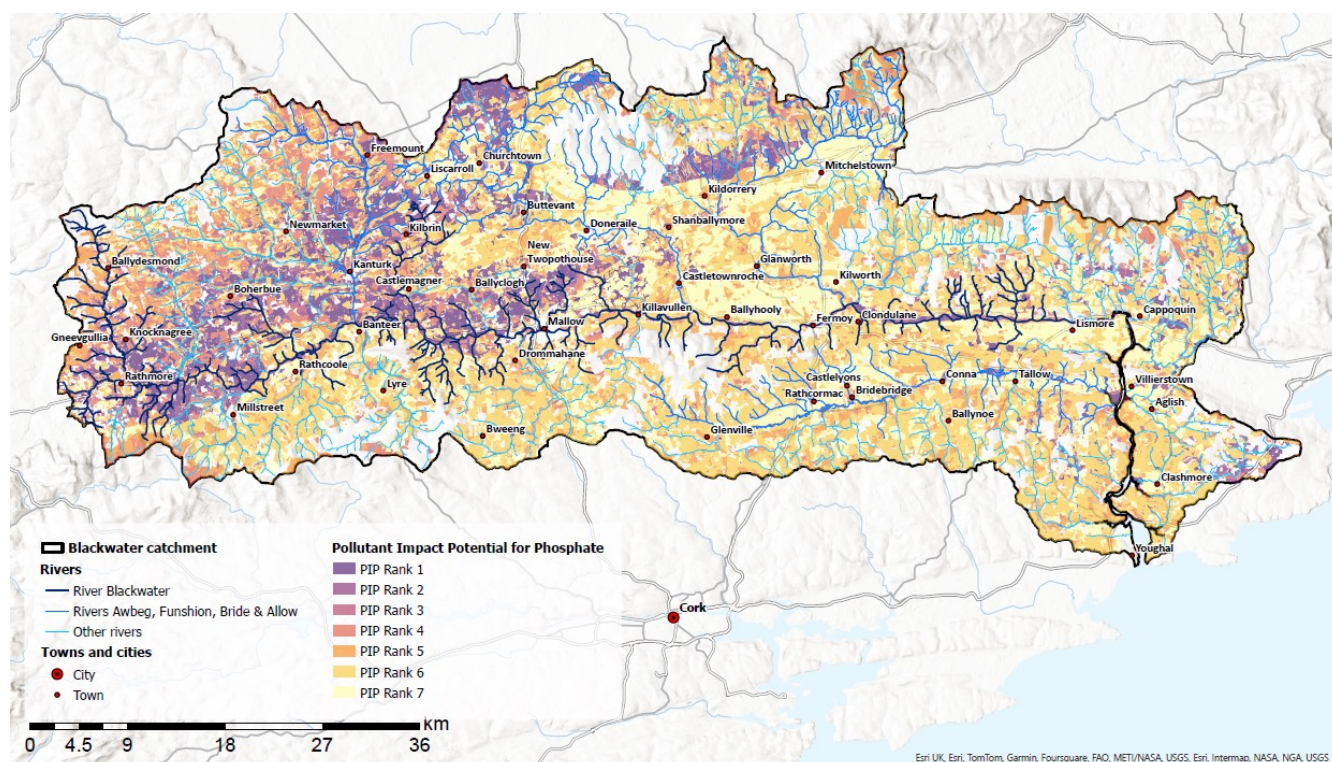 Freemount
Liscarroll
Churchtown
Mitchelstown
Kildorrery
Buttevant
Newmarket
Kilbrin
Doneraile
Shanballymore
New
Twopothouse
Ballydesmond
Kanturk
Castlemagner
Boherbue
Ballyclogh
Glanworth
Castletownroche
Kilworth
Gneevgullia
Knocknagree
Banteer
Mallow
Killavullen
Ballyhooly
Fermoy
Clondulane
Lismore
Cappoquin
Rathmore
Rathcoole
Drommahane
Lyre
Millstreet
Castlelyons
Rathcormac
Bridebridge
Conna
Tallow
Villierstown
Aglish
Ballynoe
Bweeng
Glenville
Clashmore
Youghal
Cork
Blackwater catchment
Rivers
River Blackwater
Rivers Awbeg, Funshion, Bride & Allow
Other rivers
Towns and cities
City
Town
Pollutant Impact Potential for Phosphate
PIP Rank 1
PIP Rank 2
PIP Rank 3
PIP Rank 4
PIP Rank 5
PIP Rank 6
PIP Rank 7
km
0 4.5 9 18 27 36
Esri UK, Esri, TomTom, Garmin, Foursquare, FAO, METI/NASA, USGS, Esri, Intermap, NASA, NGA, USGS